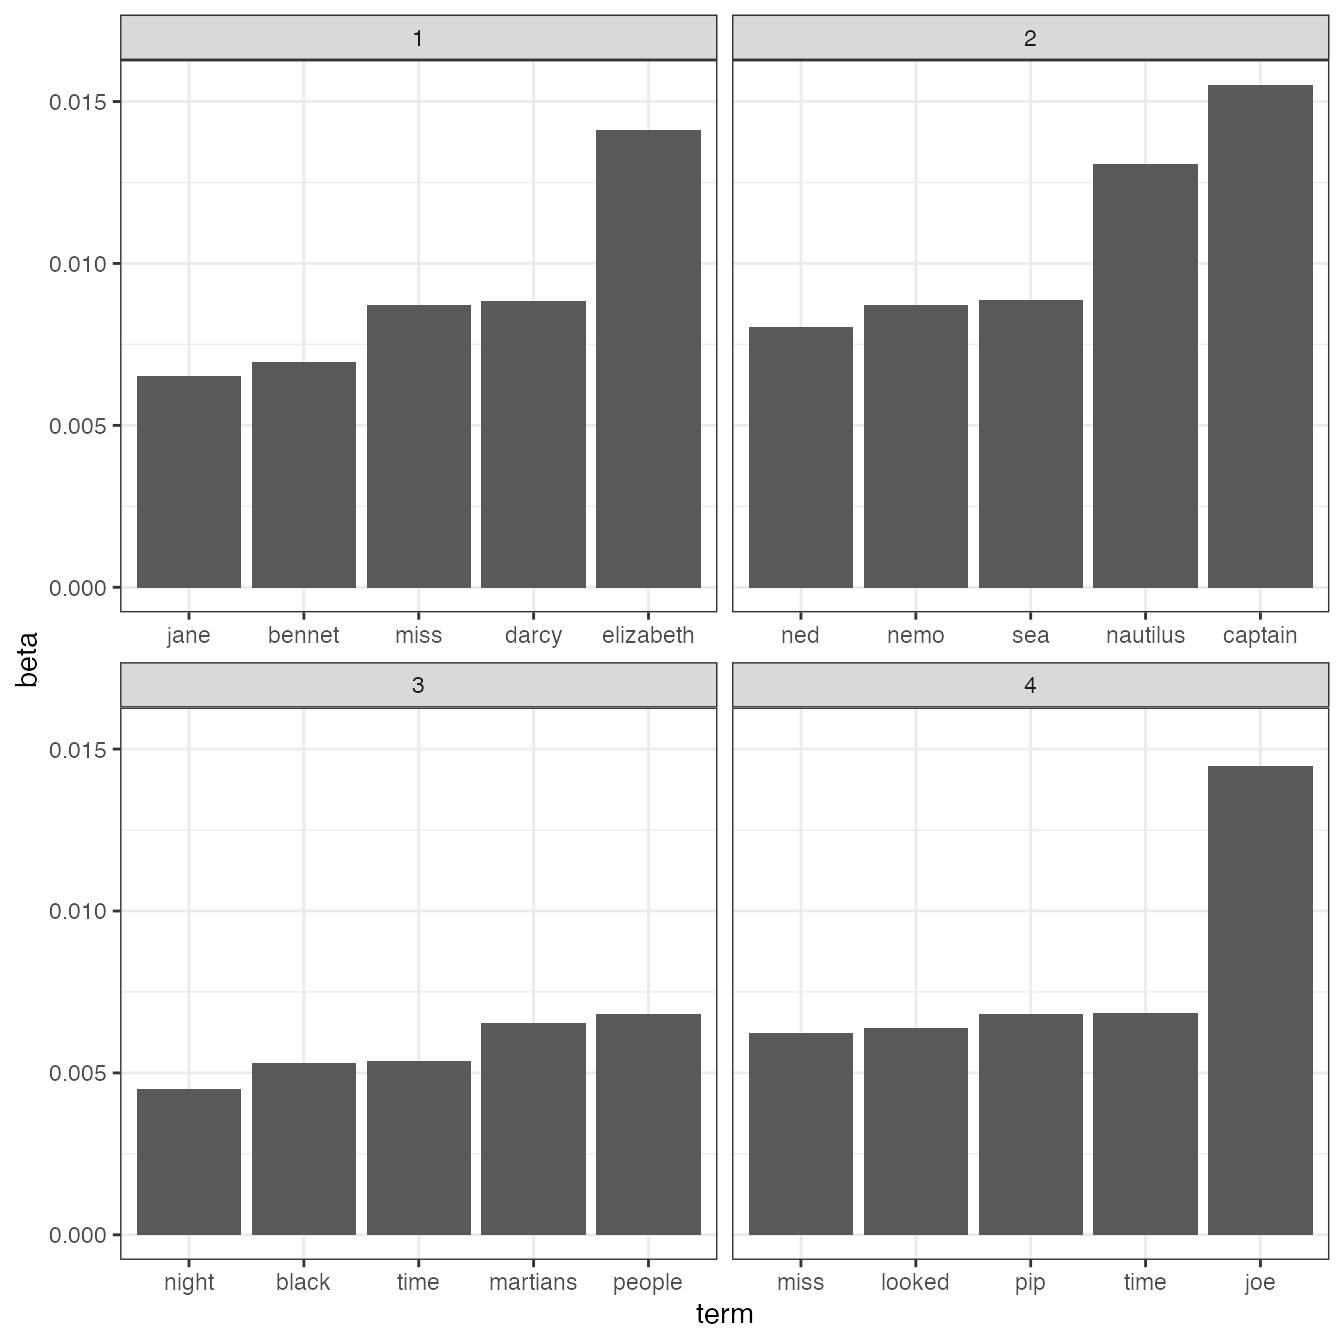 1 2
0.015
0.010
0.005
0.000
jane bennet miss darcy elizabeth ned nemo sea nautilus captain
beta
3 4
0.015
0.010
0.005
0.000
night black time martians people miss looked pip time joe
term